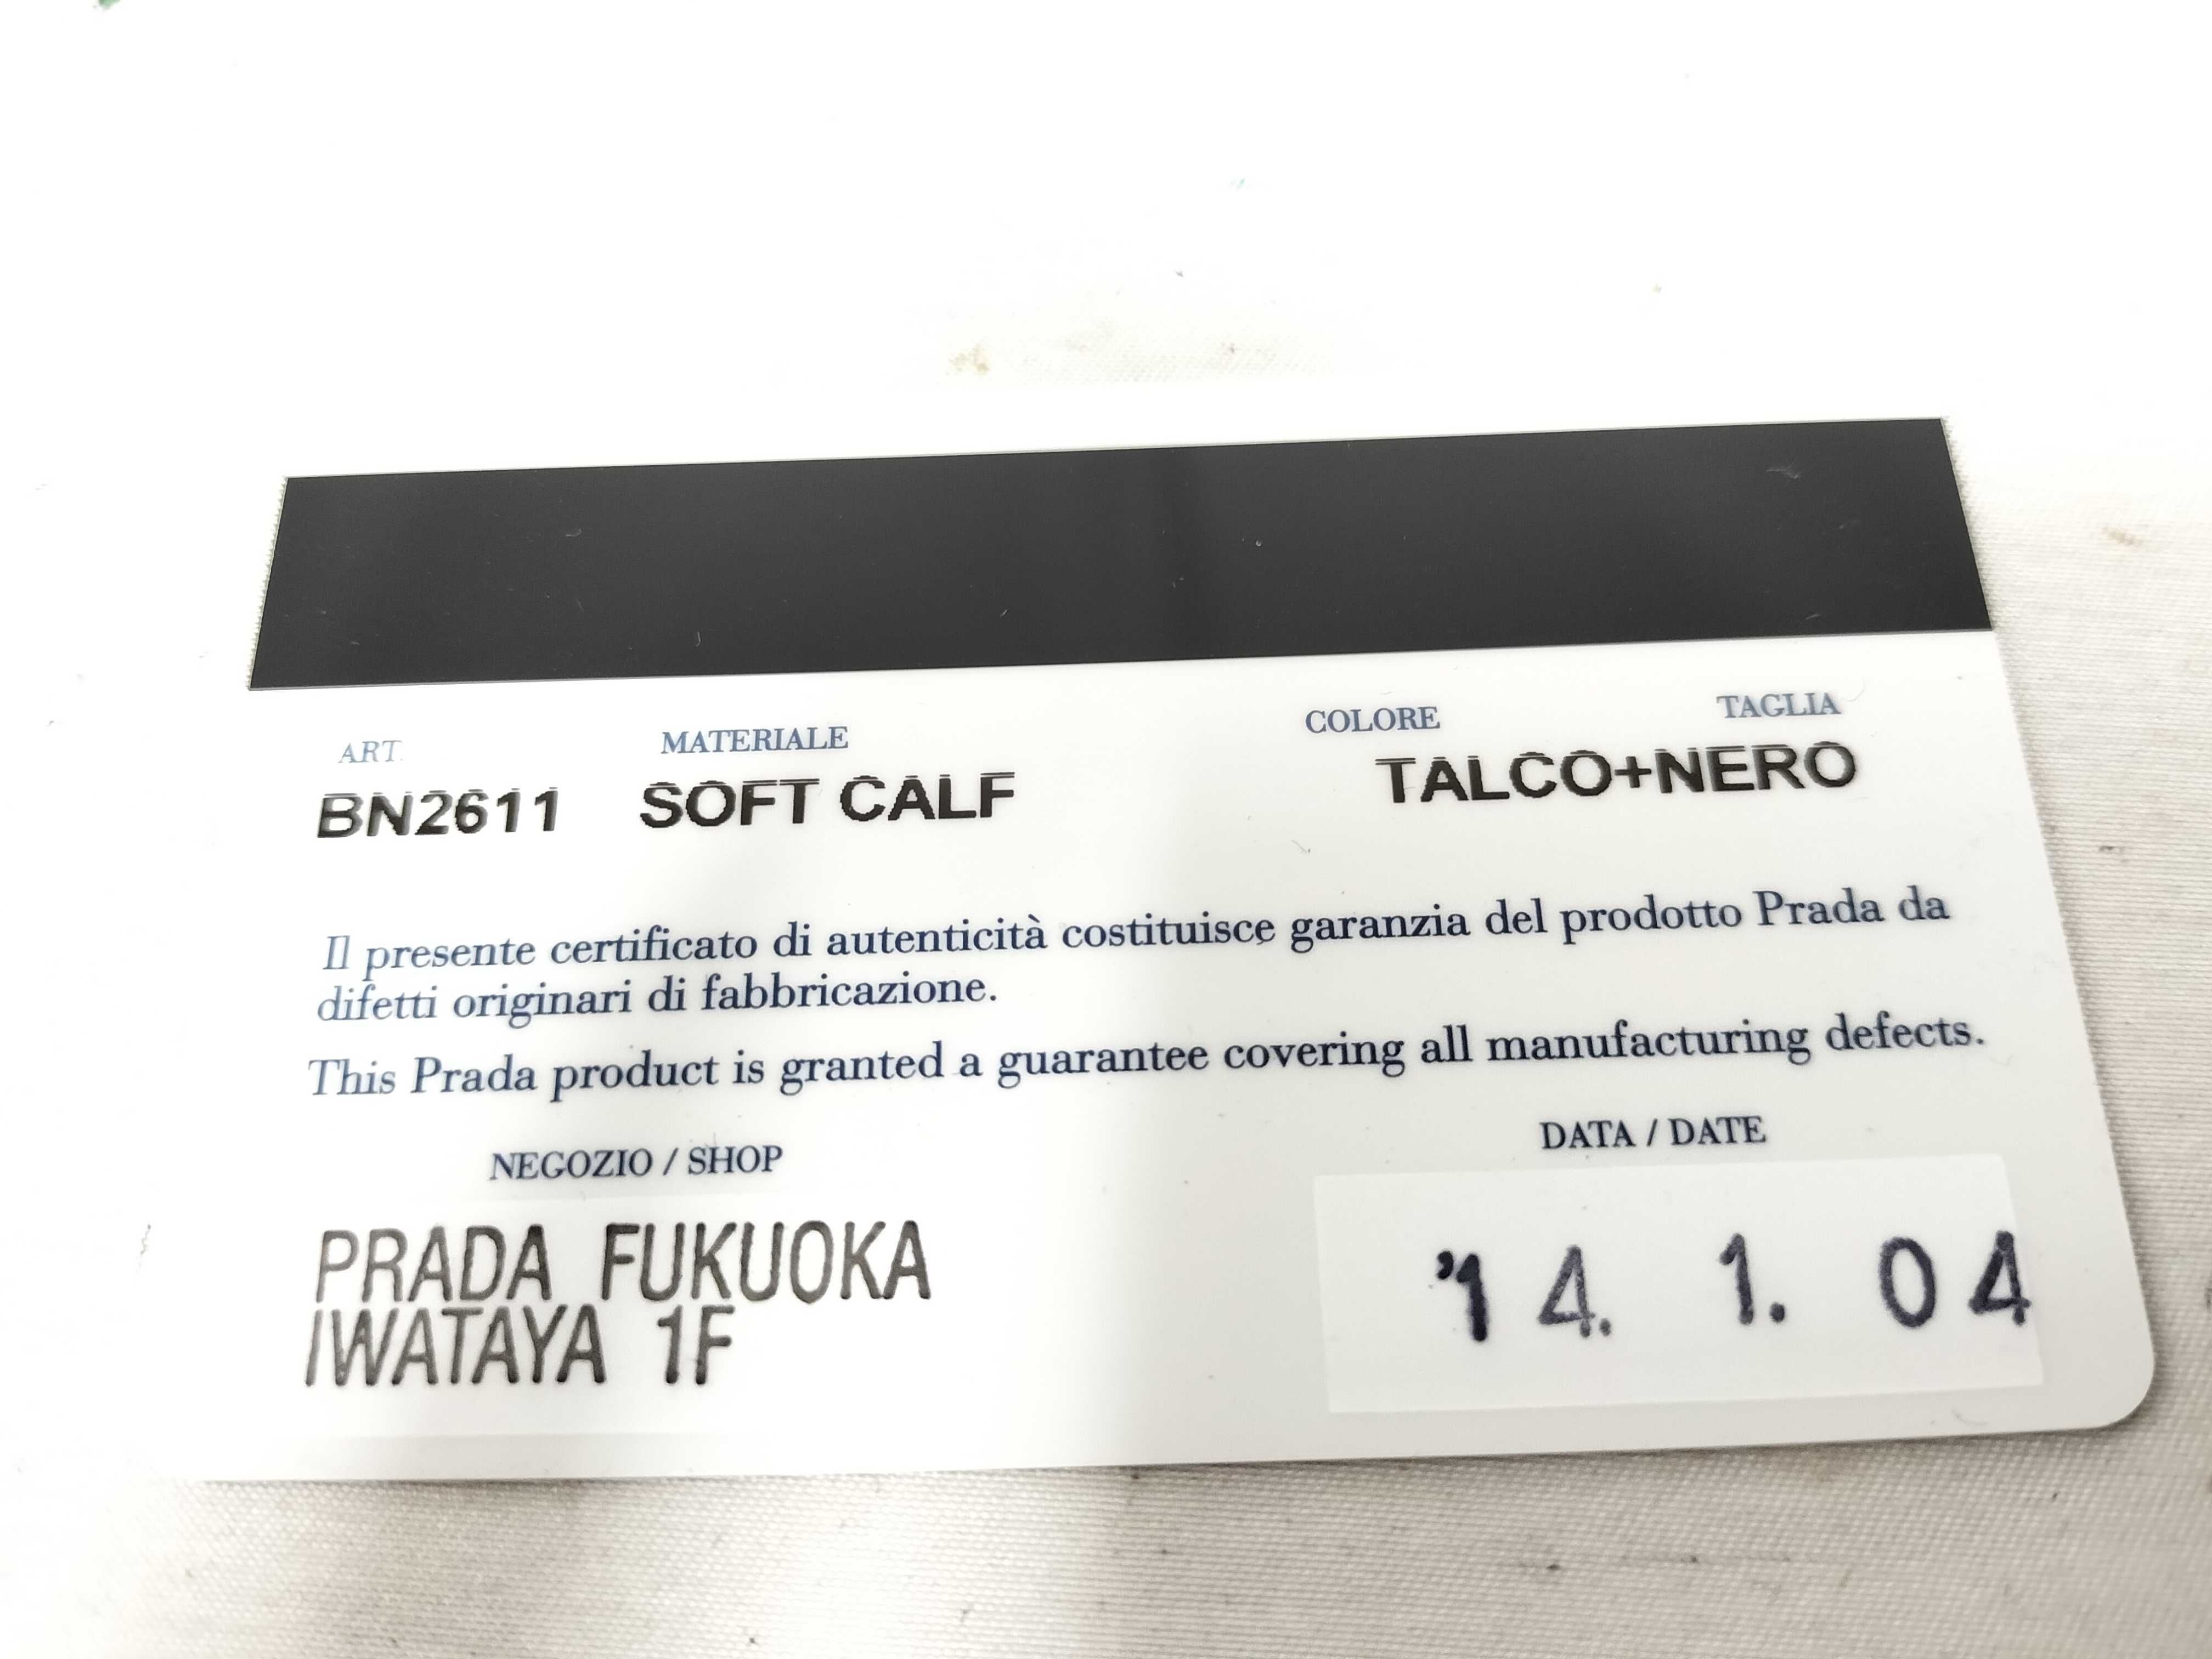 ART. MATERIALE COLORE TAGLIA
BN2611 SOFT CALF TALCO+NERO
Il presente certificato di autenticità costituisce garanzia del prodotto Prada da
difetti originari di fabbricazione.
This Prada product is granted a guarantee covering all manufacturing defects.
NEGOZIO / SHOP DATA / DATE
PRADA FUKUOKA
IWATAYA 1F
'14. 1. 04